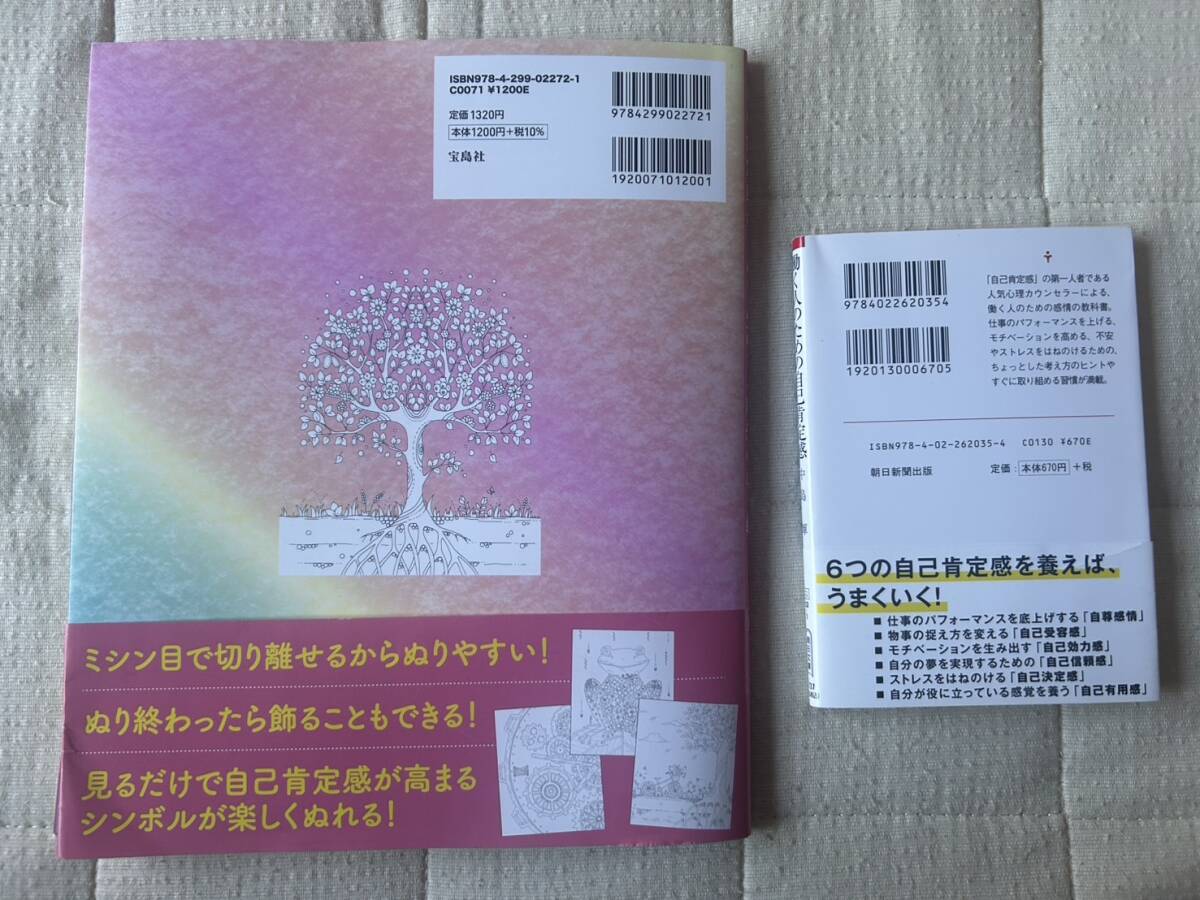 ISBN978-4-299-02272-1
C0071 ¥1200E
定価1320円
本体1200円+税10%
宝島社
9784299022721
1920071012001
ミシン目で切り離せるからぬりやすい!
ぬり終わったら飾ることもできる!
見るだけで自己肯定感が高まる
シンボルが楽しくぬれる!
働く人のための自己肯定感 中島 輝
9784022620354
1920130006705
「自己肯定感」の第一人者である
人気心理カウンセラーによる、
働く人のための感情の教科書。
仕事のパフォーマンスを上げる、
モチベーションを高める、不安
やストレスをはねのけるための、
ちょっとした考え方のヒントや
すぐに取り組める習慣が満載。
ISBN978-4-02-262035-4 C0130 ¥670E
朝日新聞出版 定価:本体670円+税
6つの自己肯定感を養えば、
うまくいく!
■ 仕事のパフォーマンスを底上げする「自尊感情」
■ 物事の捉え方を変える「自己受容感」
■ モチベーションを生み出す「自己効力感」
■ 自分の夢を実現するための「自己信頼感」
■ ストレスをはねのける「自己決定感」
■ 自分が役に立っている感覚を養う「自己有用感」